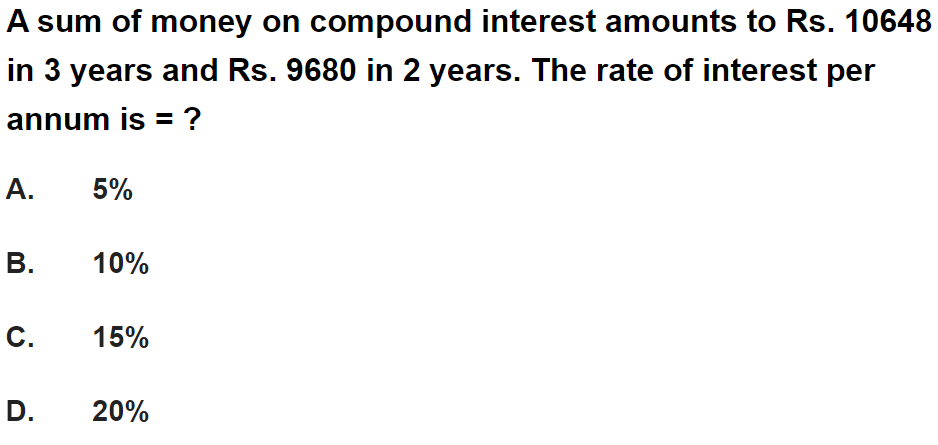 A sum of money on compound interest amounts to Rs. 10648
in 3 years and Rs. 9680 in 2 years. The rate of interest per
annum is = ?
A. 5%
B. 10%
C. 15%
D. 20%